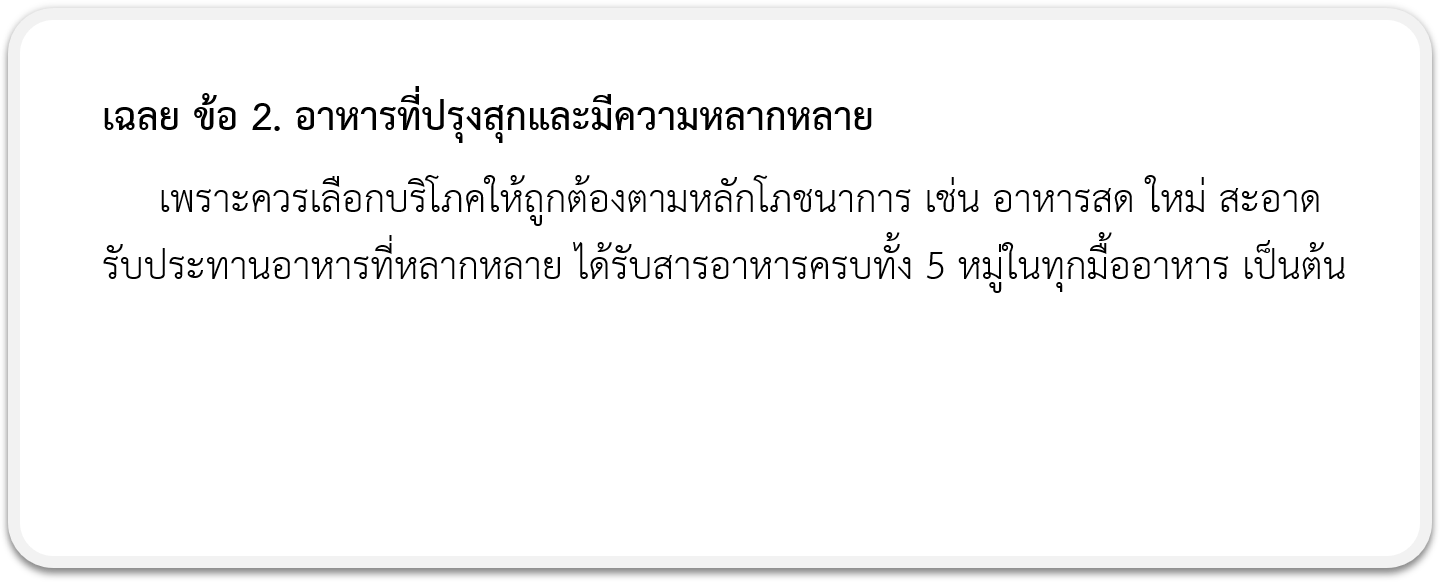 เฉลย ข้อ 2. อาหารที่ปรุงสุกและมีความหลากหลาย
เพราะควรเลือกบริโภคให้ถูกต้องตามหลักโภชนาการ เช่น อาหารสด ใหม่ สะอาด
รับประทานอาหารที่หลากหลาย ได้รับสารอาหารครบทั้ง 5 หมู่ในทุกมื้ออาหาร เป็นต้น